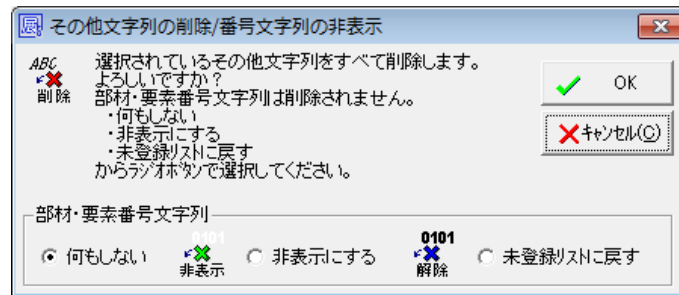 その他文字列の削除/番号文字列の非表示
ABC
削除
選択されているその他文字列をすべて削除します。
よろしいですか？
部材・要素番号文字列は削除されません。
・何もしない
・非表示にする
・未登録リストに戻す
からラジオボタンで選択してください。
OK
キャンセル(C)
部材・要素番号文字列
何もしない
0101
非表示
非表示にする
0101
解除
未登録リストに戻す